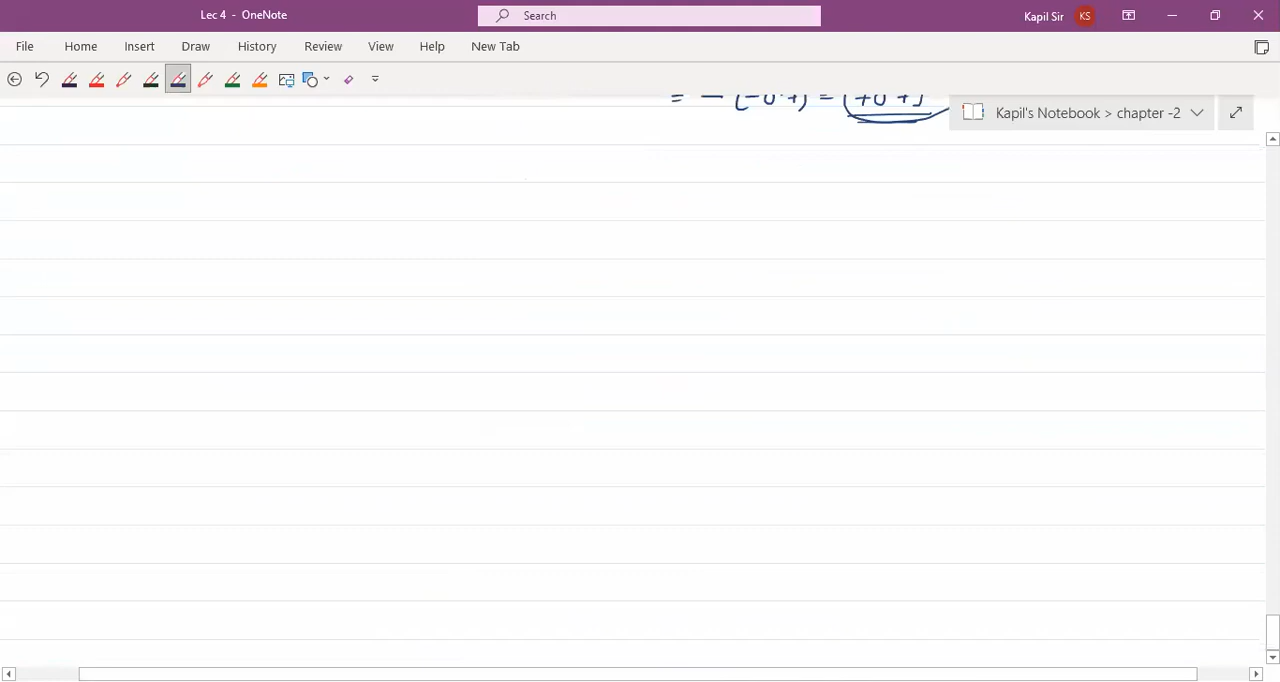 Lec 4 - OneNote
Search
Kapil Sir
KS
File Home Insert Draw History Review View Help New Tab
Kapil's Notebook > chapter -2